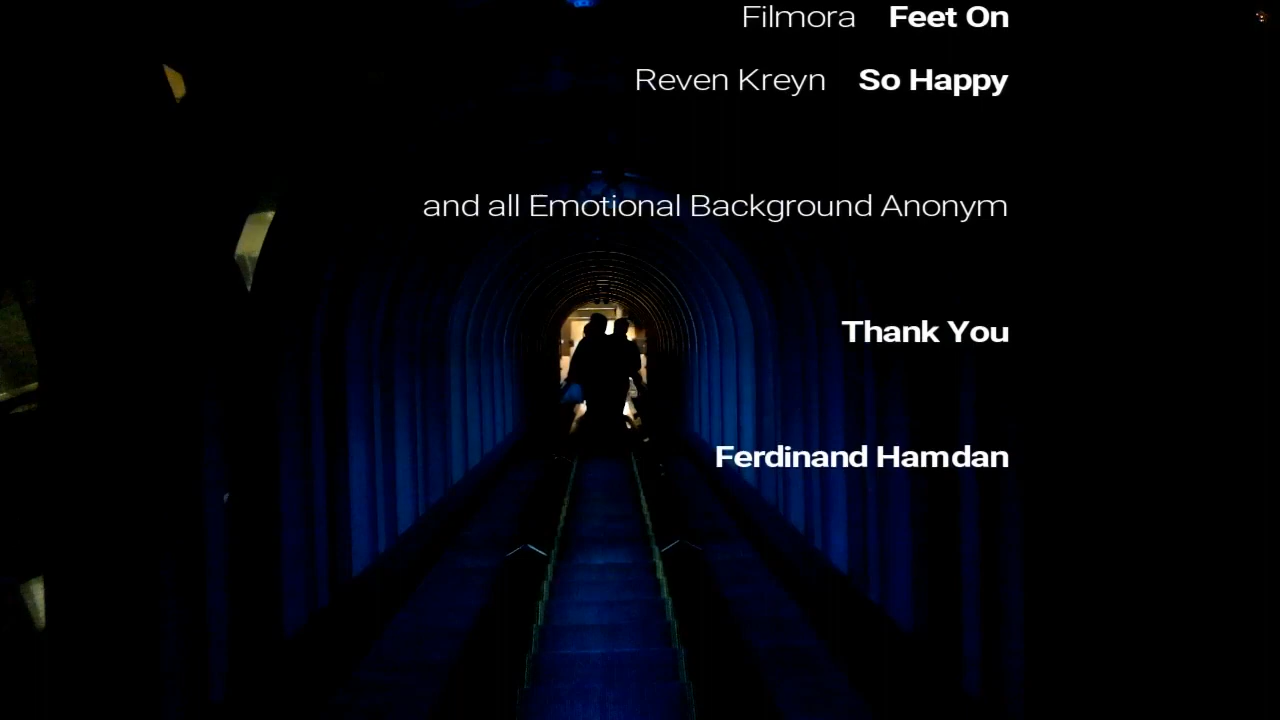 Filmora Feet On
Reven Kreyn So Happy
and all Emotional Background Anonym
Thank You
Ferdinand Hamdan